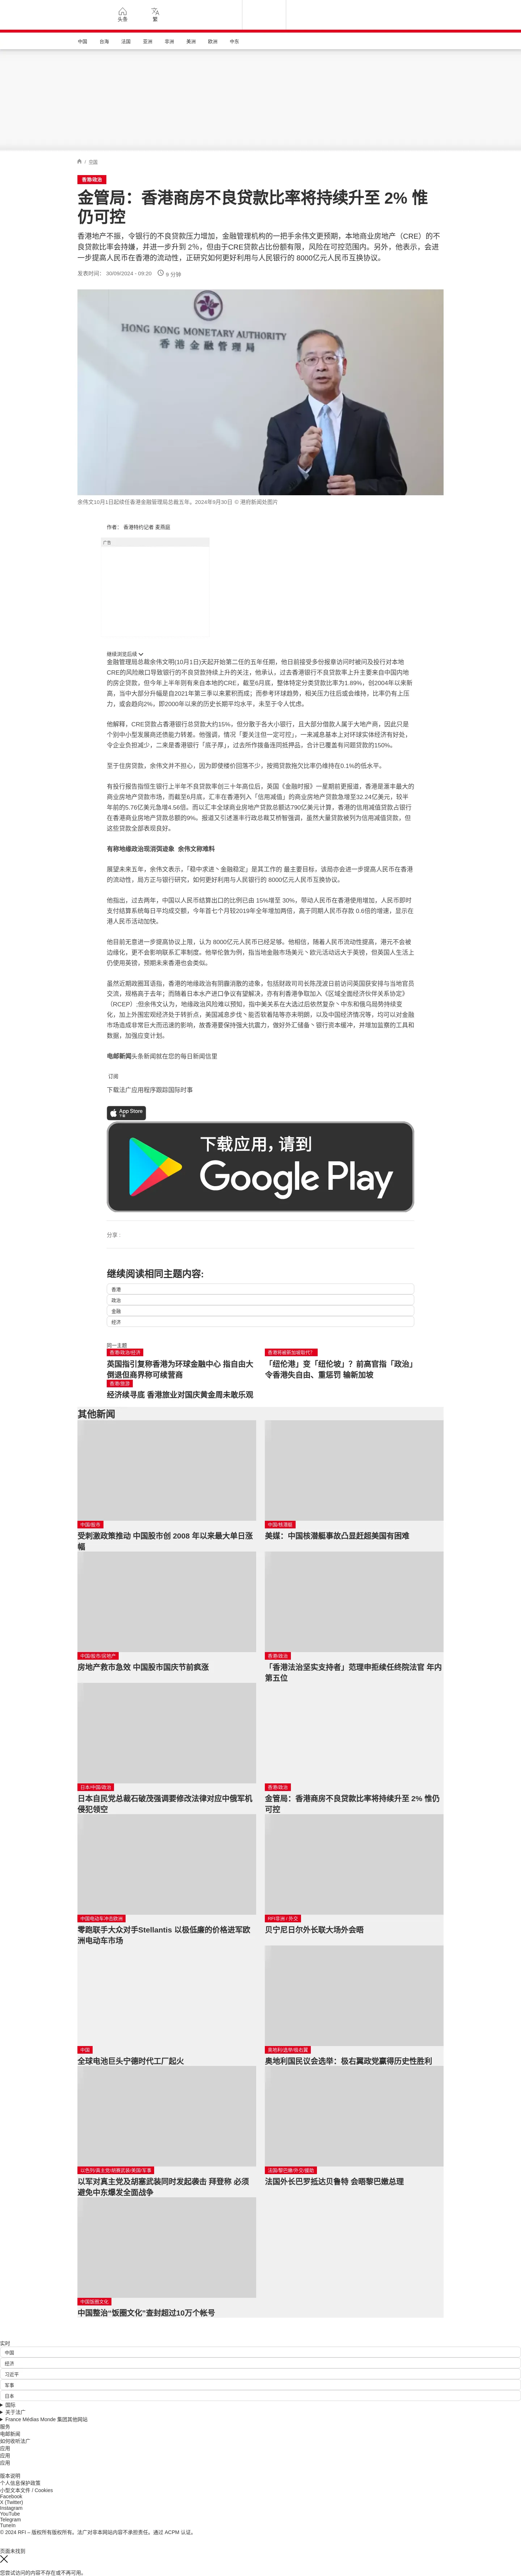 头条
繁
中国
台海
法国
亚洲
非洲
美洲
欧洲
中东
/ 中国
香港/政治
金管局：香港商房不良贷款比率将持续升至 2% 惟
仍可控
香港地产不振，令银行的不良贷款压力增加，金融管理机构的一把手余伟文更预期，本地商业房地产（CRE）的不
良贷款比率会持熳，并进一步升到 2％，但由于CRE贷款占比份额有限，风险在可控范围内。另外，他表示，会进
一步提高人民币在香港的流动性，正研究如何更好利用与人民银行的 8000亿元人民币互换协议。
发表时间： 30/09/2024 - 09:20
6 分钟
HONG KONG MONETARY AUTHORITY
香港金融管理局
余伟文10月1日起续任香港金融管理局总裁五年。2024年9月30日 © 港府新闻处图片
作者： 香港特约记者 麦燕庭
广告
继续浏览后续
金融管理局总裁余伟文明(10月1日)天起开始第二任的五年任期，他日前接受多份报章访问时被问及投行对本地
CRE的风险敞口导致银行的不良贷款持续上升的关注，他承认，过去香港银行不良贷款率上升主要来自中国内地
的房企贷款，但今年上半年则有来自本地的CRE，截至6月底，整体特定分类贷款比率为1.89%，创2004年以来新
高，当中大部分升幅是自2021年第三季以来累积而成；而参考环球趋势，相关压力往后或会维持，比率仍有上压
力，或会趋向2%，即2000年以来的历史长期平均水平，未至于令人忧虑。
他解释，CRE贷款占香港银行总贷款大约15%，但分散于各大小银行，且大部分借款人属于大地产商，因此只是
个别中小型发展商还债能力转差。他强调，情况「要关注但一定可控」，一来减息基本上对环球实体经济有好处，
令企业负担减少，二来是香港银行「底子厚」，过去所作拨备连同抵押品，合计已覆盖有问题贷款的150%。
至于住房贷款，余伟文并不担心，因为即使楼价回落不少，按揭贷款拖欠比率仍维持在0.1%的低水平。
有投行报告指恒生银行上半年不良贷款率创三十年高位后，英国《金融时报》一星期前更报道，香港是滙丰最大的
商业房地产贷款市场，而截至6月底，汇丰在香港列入「信用减值」的商业房地产贷款急增至32.24亿美元，较半
年前的5.76亿美元急增4.56倍。而以汇丰全球商业房地产贷款总额达790亿美元计算，香港的信用减值贷款占银行
在香港商业房地产贷款总额的9%。报道又引述滙丰行政总裁艾桥智强调，虽然大量贷款被列为信用减值贷款，但
这些贷款全部表现良好。
有称地缘政治现消弭迹象 余伟文称难料
展望未来五年，余伟文表示，「稳中求进丶金融稳定」是其工作的 最主要目标，该局亦会进一步提高人民币在香港
的流动性，局方正与银行研究，如何更好利用与人民银行的 8000亿元人民币互换协议。
他指出，过去两年，中国以人民币结算出口的比例已由 15%增至 30%，带动人民币在香港使用增加，人民币即时
支付结算系统每日平均成交额，今年首七个月较2019年全年增加两倍，高于同期人民币存款 0.6倍的增速，显示在
港人民币活动加快。
他目前无意进一步提高协议上限，认为 8000亿元人民币已经足够。他相信，随着人民币流动性提高，港元不会被
边缘化，更不会影响联系汇率制度。他举伦敦为例，指当地金融市场美元丶欧元活动远大于英镑，但英国人生活上
仍使用英镑，预期未来香港也会类似。
虽然近期政圈耳语指，香港的地缘政治有阴霾消散的迹象，包括财政司司长陈茂波日前访问英国获安排与当地官员
交流，规格高于去年；而随着日本水产进口争议有望解决，亦有利香港争取加入《区域全面经济伙伴关系协定》
（RCEP）;但余伟文认为，地缘政治风险难以预知，指中美关系在大选过后依然复杂丶中东和俄乌局势持续变
化，加上外围宏观经济处于转折点，美国减息步伐丶能否软着陆等亦未明朗，以及中国经济情况等，均可以对金融
市场造成非常巨大而迅速的影响，故香港要保持强大抗震力，做好外汇储备丶银行资本缓冲，并增加监察的工具和
数据，加强应变计划。
电邮新闻头条新闻就在您的每日新闻信里
订阅
下载法广应用程序跟踪国际时事
App Store
下载
下载应用，请到
Google Play
分享 :
继续阅读相同主题内容:
香港
政治
金融
经济
同一主题
香港/政治/经济
英国指引复称香港为环球金融中心 指自由大
倒退但商界称可续营商
香港将被新加坡取代？
「纽伦港」变「纽伦坡」？ 前高官指「政治」
令香港失自由、重惩罚 输新加坡
香港/旅游
经济续寻底 香港旅业对国庆黄金周未敢乐观
其他新闻
中国/股市
受刺激政策推动 中国股市创 2008 年以来最大单日涨
幅
中国/核潜艇
美媒：中国核潜艇事故凸显赶超美国有困难
中国/股市/房地产
房地产救市急效 中国股市国庆节前疯涨
香港/政治
「香港法治坚实支持者」范理申拒续任终院法官 年内
第五位
日本/中国/政治
日本自民党总裁石破茂强调要修改法律对应中俄军机
侵犯领空
香港/政治
金管局：香港商房不良贷款比率将持续升至 2% 惟仍
可控
中国电动车冲击欧洲
零跑联手大众对手Stellantis 以极低廉的价格进军欧
洲电动车市场
RFI非洲 / 外交
贝宁尼日尔外长联大场外会晤
中国
全球电池巨头宁德时代工厂起火
奥地利/选举/极右翼
奥地利国民议会选举：极右翼政党赢得历史性胜利
以色列/真主党/胡赛武装/美国/军事
以军对真主党及胡塞武装同时发起袭击 拜登称 必须
避免中东爆发全面战争
法国/黎巴嫩/外交/援助
法国外长巴罗抵达贝鲁特 会晤黎巴嫩总理
中国饭圈文化
中国整治“饭圈文化”查封超过10万个帐号
实时
中国
经济
习近平
军事
日本
国际
关于法广
France Médias Monde 集团其他网站
服务
电邮新闻
如何收听法广
应用
应用
应用
版本说明
个人信息保护政策
小型文本文件 / Cookies
Facebook
X (Twitter)
Instagram
YouTube
Telegram
TuneIn
© 2024 RFI – 版权所有版权所有。法广对非本网站内容不承担责任。通过 ACPM 认证。
页面未找到
您尝试访问的内容不存在或不再可用。